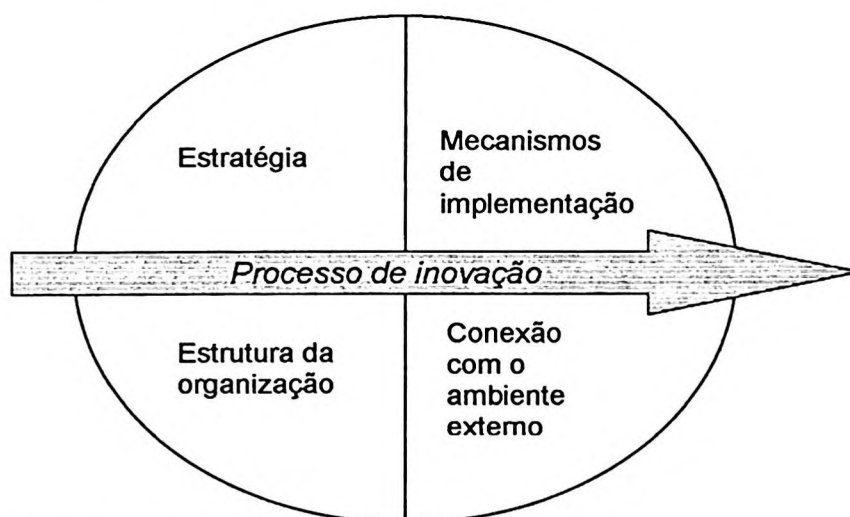 Estratégia
Mecanismos
de
implementação
Processo de inovação
Estrutura da
organização
Conexão
com o
ambiente
externo